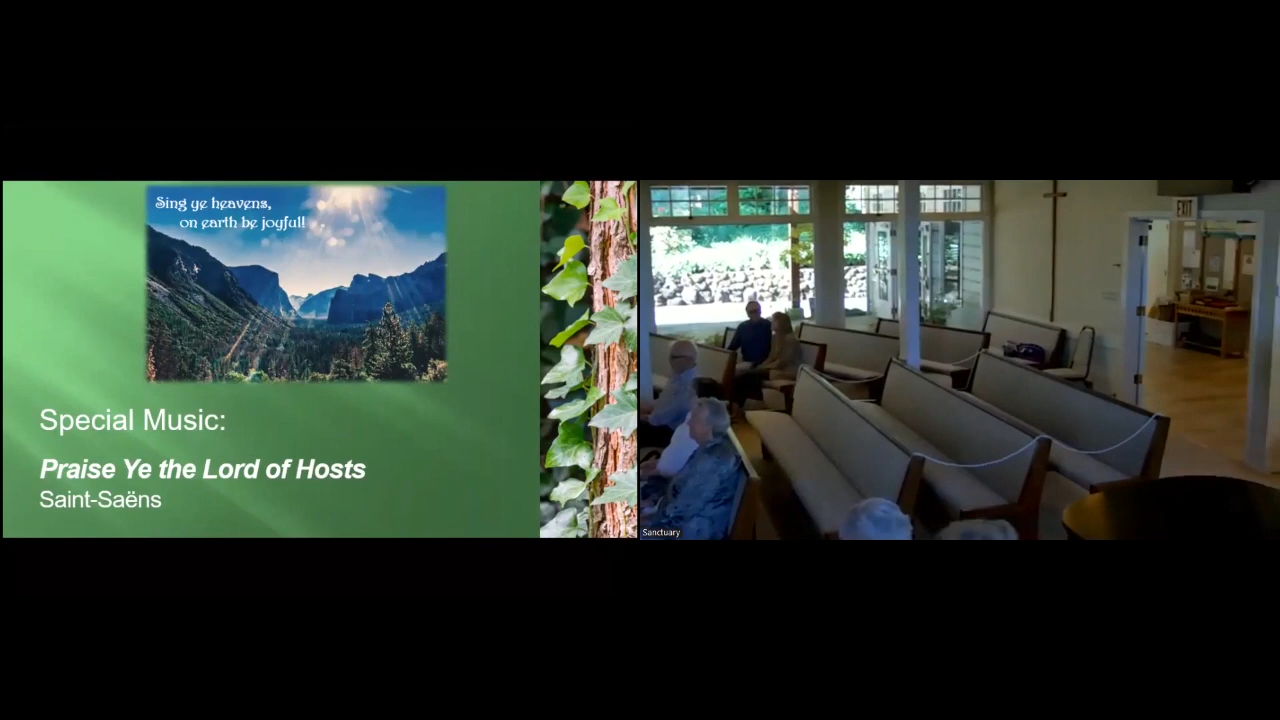 Sing ye heavens,
on earth be joyful!
Special Music:
Praise Ye the Lord of Hosts
Saint-Saëns
EXIT
Sanctuary